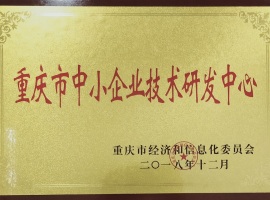 重庆市中小企业技术研发中心
重庆市经济和信息化委员会
二〇一八年十二月